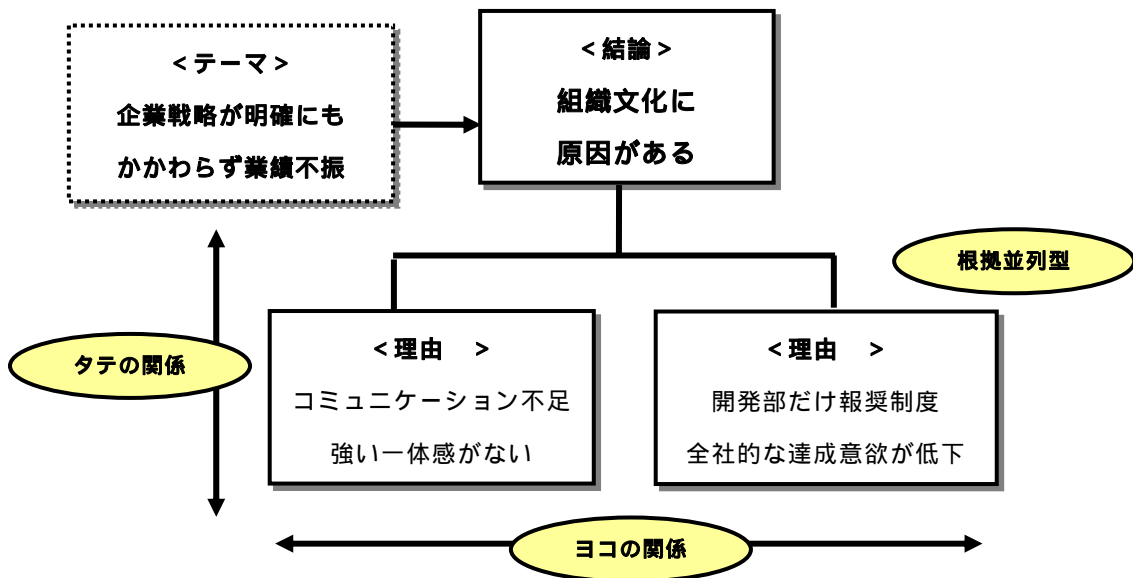 <テーマ>
企業戦略が明確にも
かかわらず業績不振
<結論>
組織文化に
原因がある
根拠並列型
タテの関係
<理由　>
コミュニケーション不足
強い一体感がない
<理由　>
開発部だけ報奨制度
全社的な達成意欲が低下
ヨコの関係